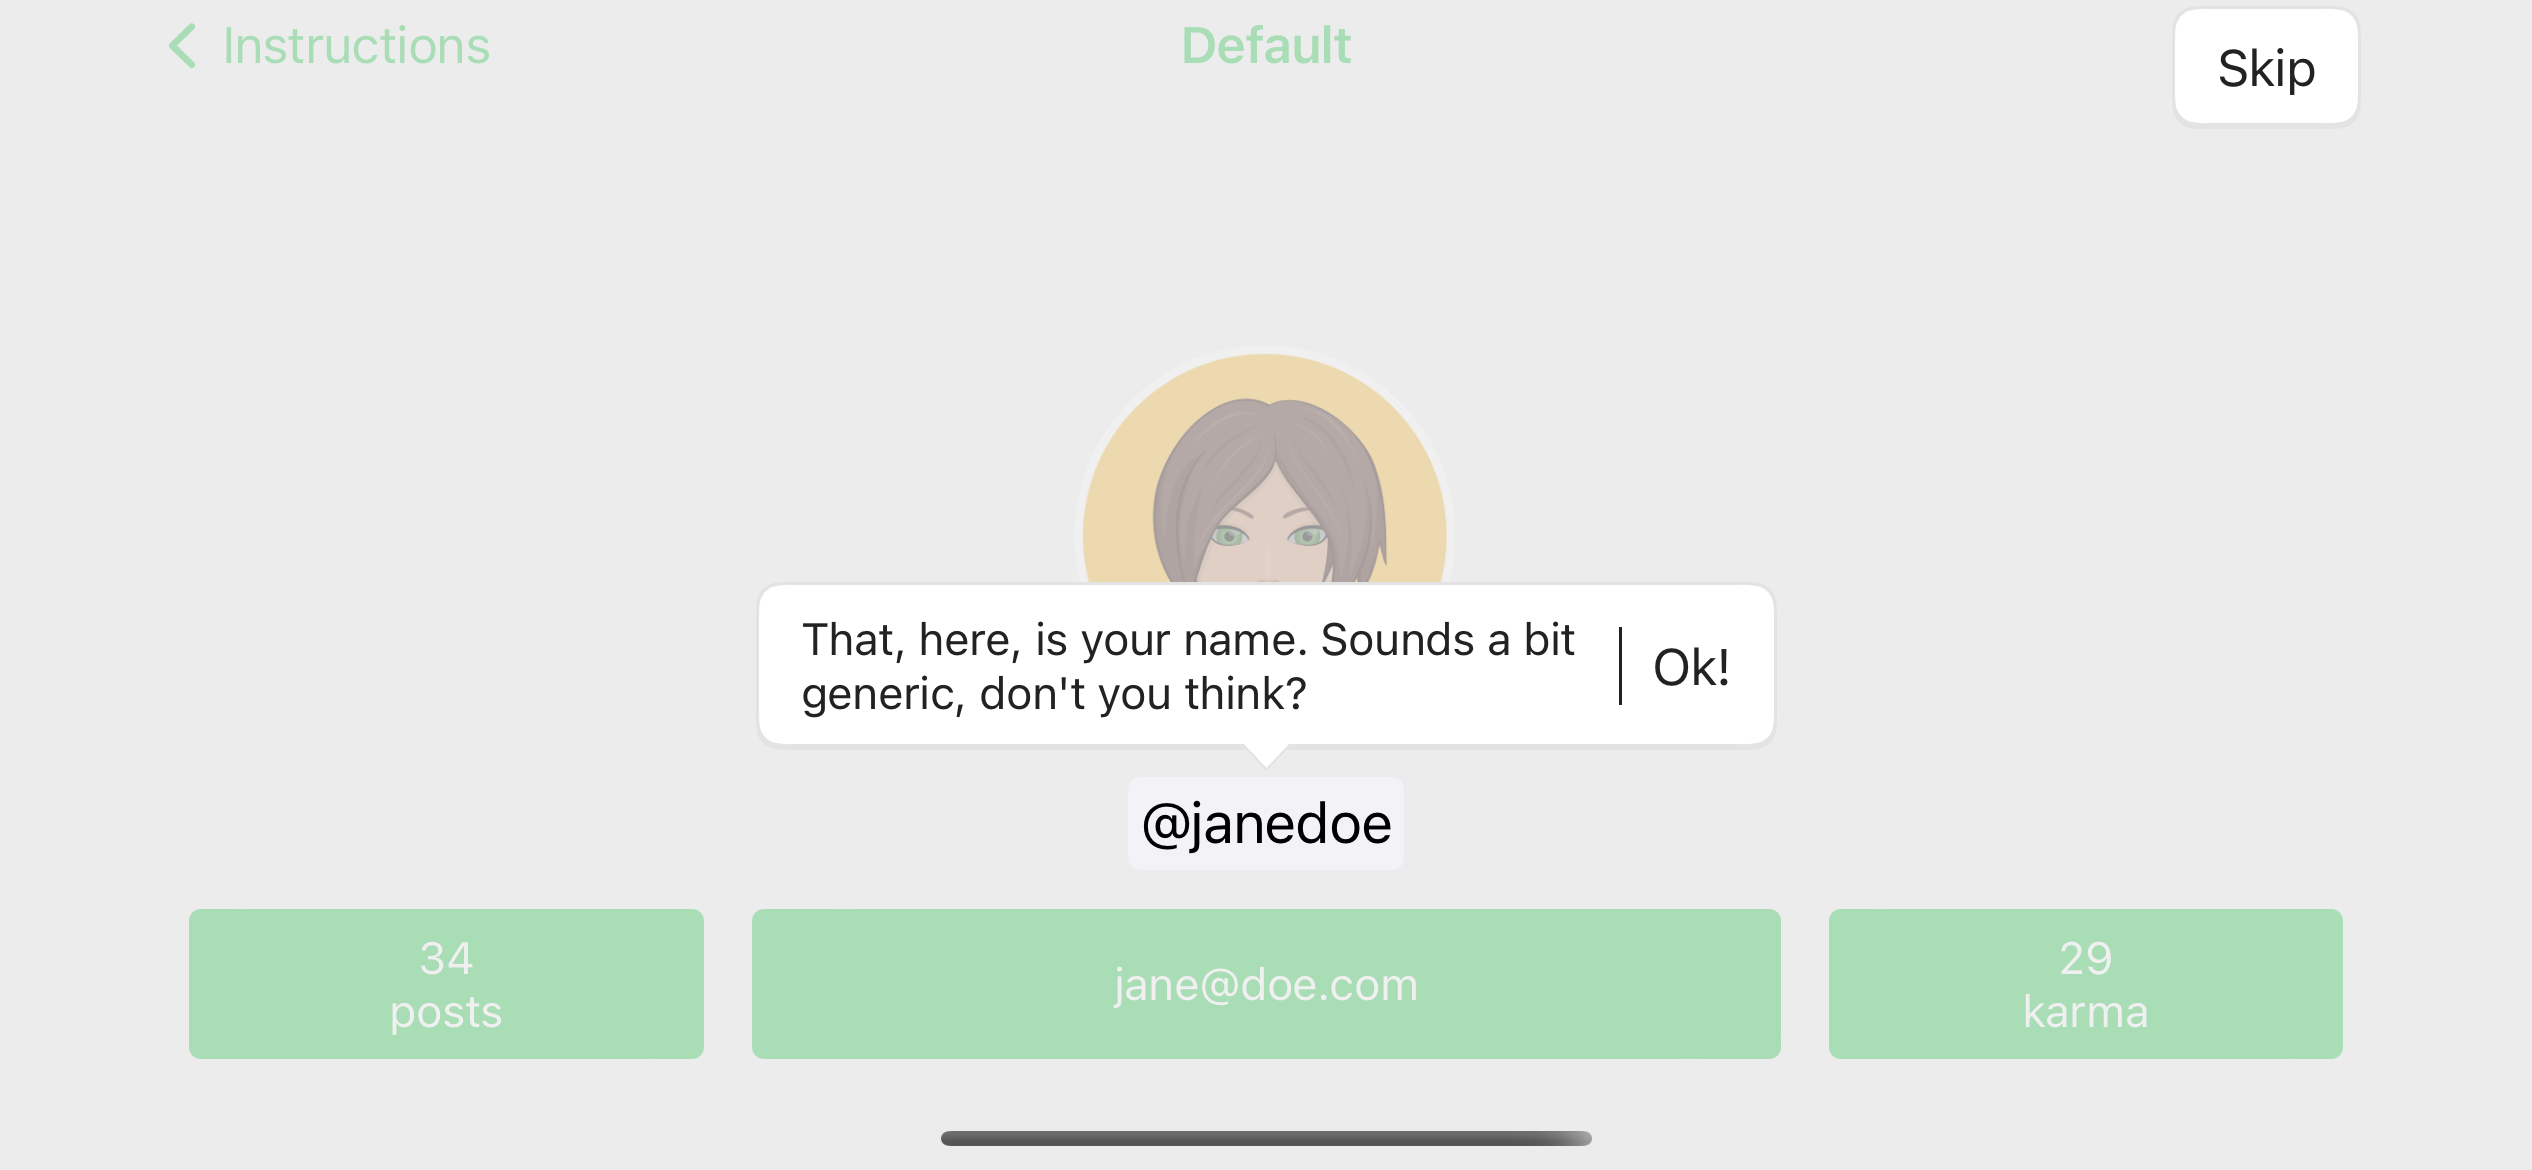 Instructions
Default
Skip
That, here, is your name. Sounds a bit
generic, don't you think?
Ok!
@janedoe
34
posts
jane@doe.com
29
karma